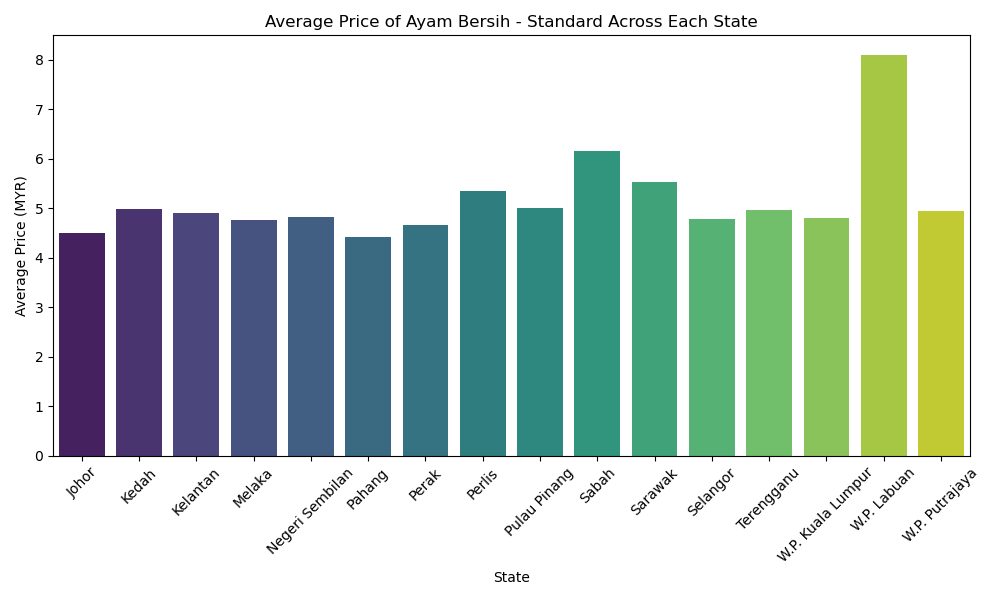 Average Price of Ayam Bersih - Standard Across Each State
Average Price (MYR)
8
7
6
5
4
3
2
1
0
Johor
Kedah
Kelantan
Melaka
Negeri Sembilan
Pahang
Perak
Perlis
Pulau Pinang
Sabah
Sarawak
Selangor
Terengganu
W.P. Kuala Lumpur
W.P. Labuan
W.P. Putrajaya
State